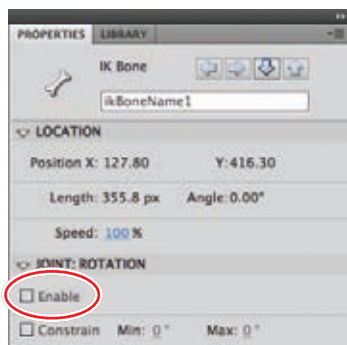 PROPERTIES LIBRARY
IK Bone
ikBoneName1
LOCATION
Position X: 127.80 Y: 416.30
Length: 355.8 px Angle: 0.00°
Speed: 100 %
JOINT: ROTATION
Enable
Constrain Min: 0° Max: 0°